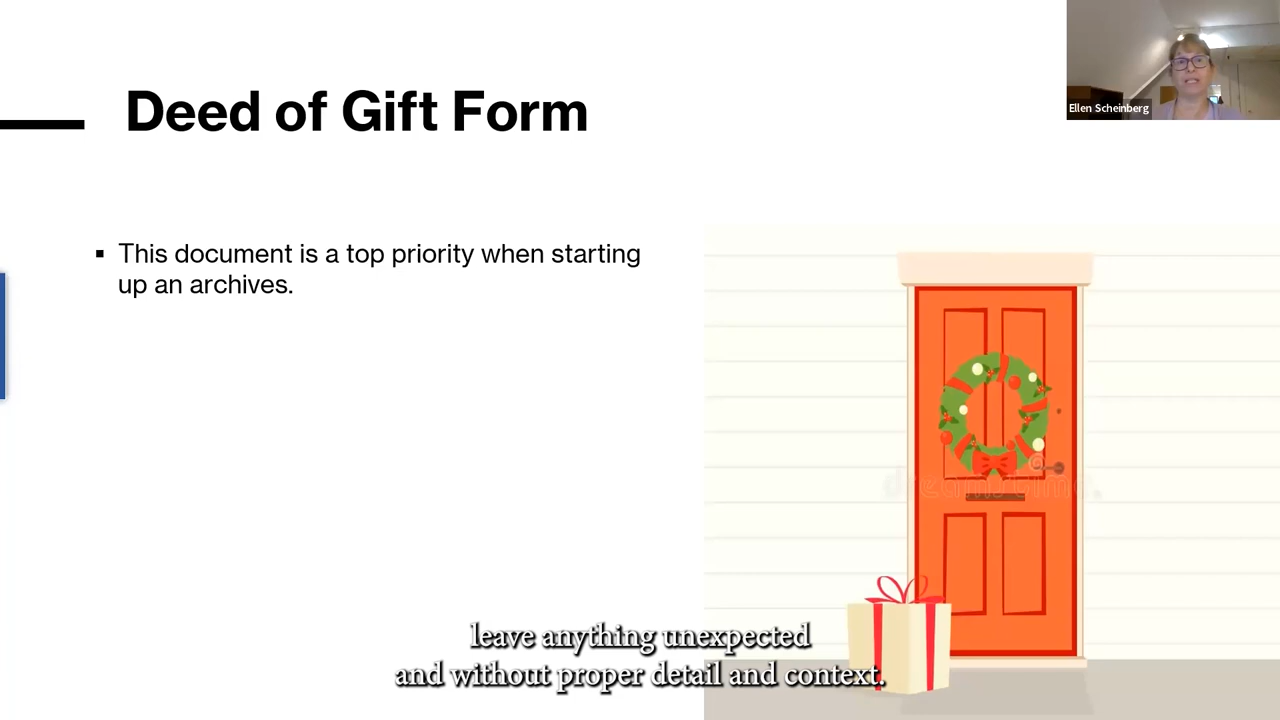 Deed of Gift Form
Ellen Scheinberg
▪ This document is a top priority when starting
up an archives.
dreamstime.
leave anything unexpected
and without proper detail and context.